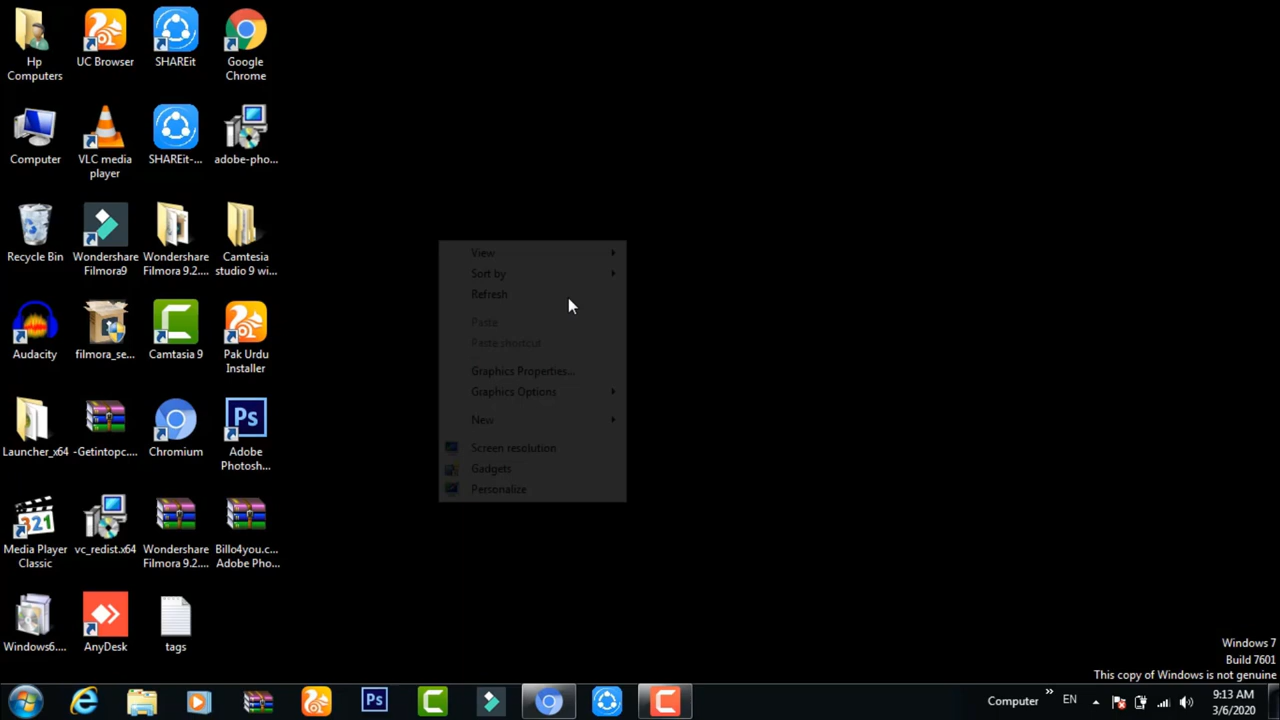 Hp
Computers
UC Browser
SHAREit
Google
Chrome
Computer
VLC media
player
SHAREit-...
adobe-pho...
Recycle Bin
Wondershare
Filmora9
Wondershare
Filmora 9.2....
Camtesia
studio 9 wi...
Audacity
filmora_se...
Camtasia 9
Pak Urdu
Installer
Launcher_x64
-Getintopc....
Chromium
Ps
Adobe
Photosh...
321
Media Player
Classic
vc_redist.x64
Wondershare
Filmora 9.2....
Billo4you.c...
Adobe Pho...
Windows6....
AnyDesk
tags
View
Sort by
Refresh
Paste
Paste shortcut
Graphics Properties...
Graphics Options
New
Screen resolution
Gadgets
Personalize
Windows 7
Build 7601
This copy of Windows is not genuine
Ps
Computer
»
EN
9:13 AM
3/6/2020